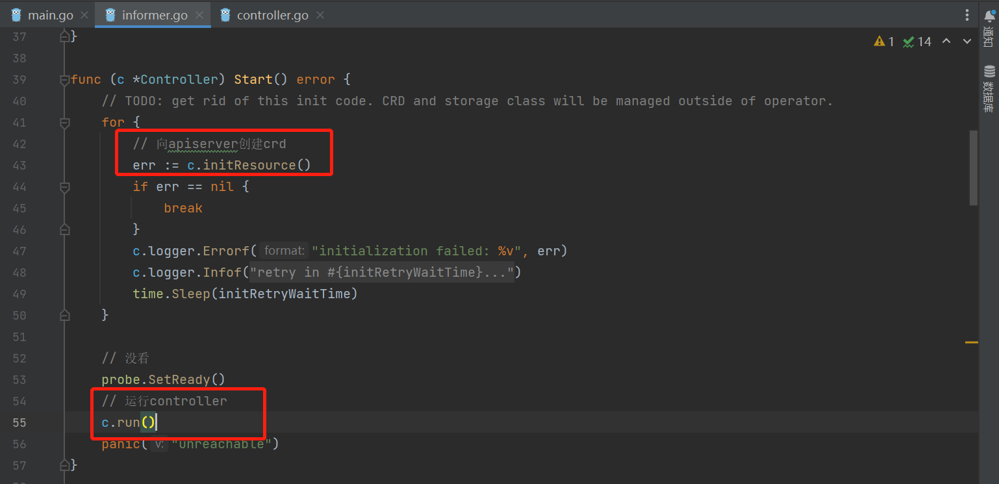 main.go
informer.go
controller.go
37 }
1 14
通知
38
39 func (c *Controller) Start() error {
40 // TODO: get rid of this init code. CRD and storage class will be managed outside of operator.
数据库
41 for {
42 // 向apiserver创建crd
43 err := c.initResource()
44 if err == nil {
45 break
46 }
47 c.logger.Errorf( format: "initialization failed: %v", err)
48 c.logger.Infof("retry in #{initRetryWaitTime}...")
49 time.Sleep(initRetryWaitTime)
50 }
51
52 // 没看
53 probe.SetReady()
54 // 运行controller
55 c.run()
56 panic( v: "unreachable")
57 }